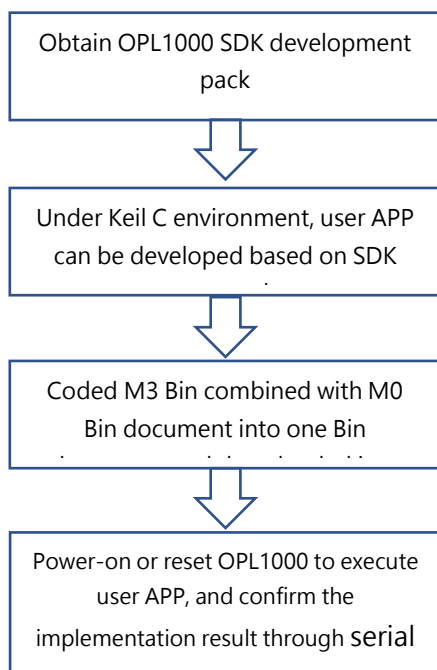 Obtain OPL1000 SDK development
pack
Under Keil C environment, user APP
can be developed based on SDK
Coded M3 Bin combined with M0
Bin document into one Bin
Power-on or reset OPL1000 to execute
user APP, and confirm the
implementation result through serial